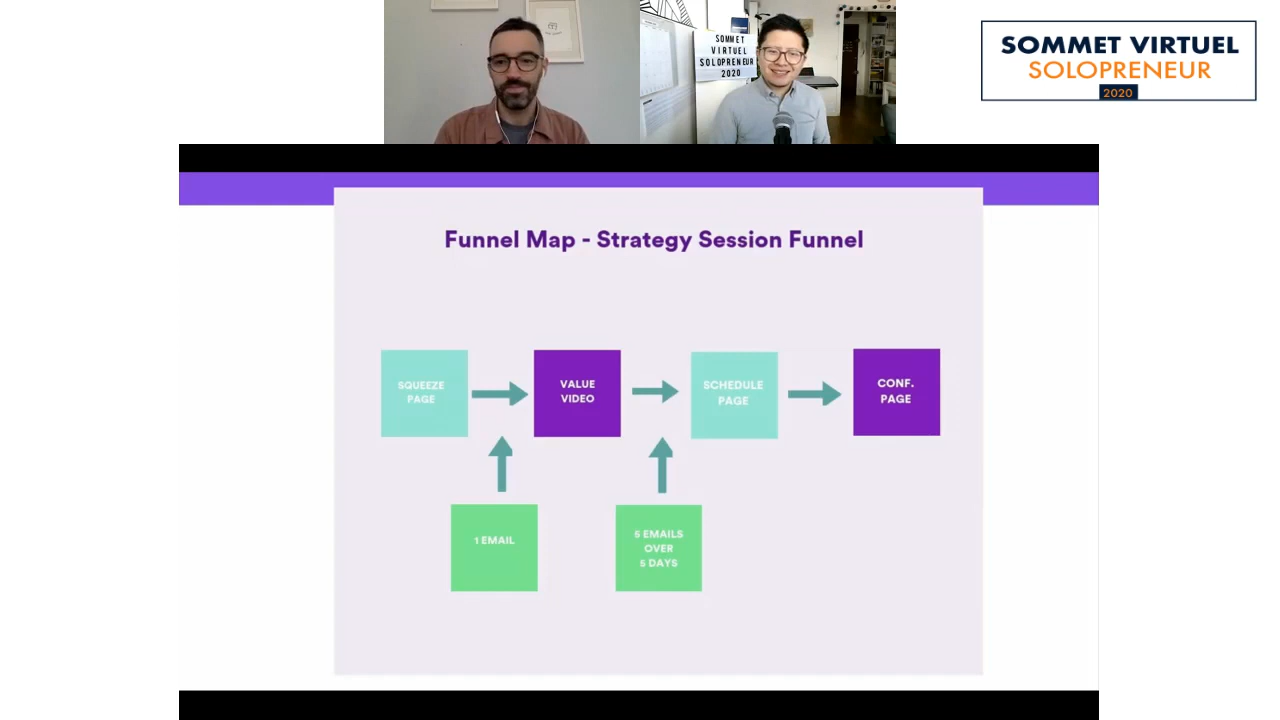 SOMMET
VIRTUEL
SOLOPRENEUR
2020
SOMMET VIRTUEL
SOLOPRENEUR
2020
Funnel Map - Strategy Session Funnel
SQUEEZE
PAGE
VALUE
VIDEO
SCHEDULE
PAGE
CONF.
PAGE
1 EMAIL
5 EMAILS
OVER
5 DAYS